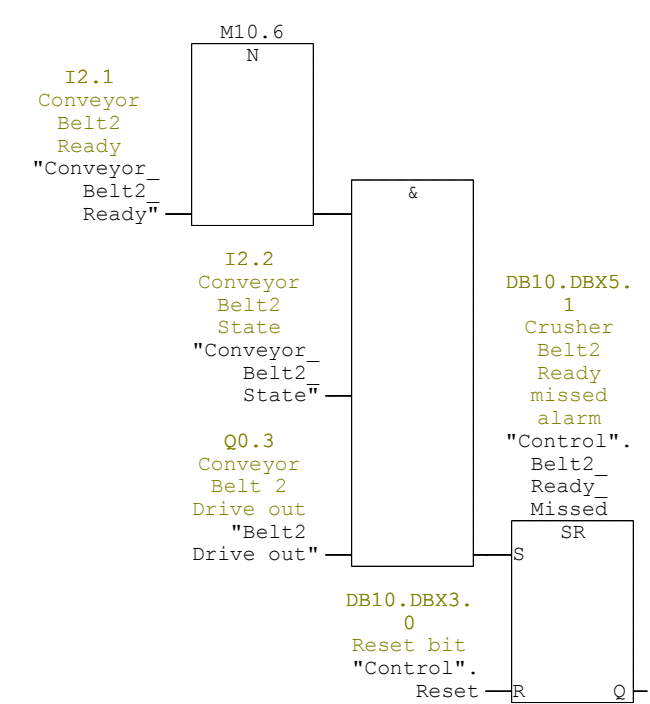 M10.6
N
I2.1
Conveyor
Belt2
Ready
"Conveyor_
Belt2_
Ready"
&
I2.2
Conveyor
Belt2
State
"Conveyor_
Belt2_
State"
Q0.3
Conveyor
Belt 2
Drive out
"Belt2
Drive out"
DB10.DBX5.
1
Crusher
Belt2
Ready
missed
alarm
"Control".
Belt2_
Ready_
Missed
SR
S
DB10.DBX3.
0
Reset bit
"Control".
Reset
R
Q